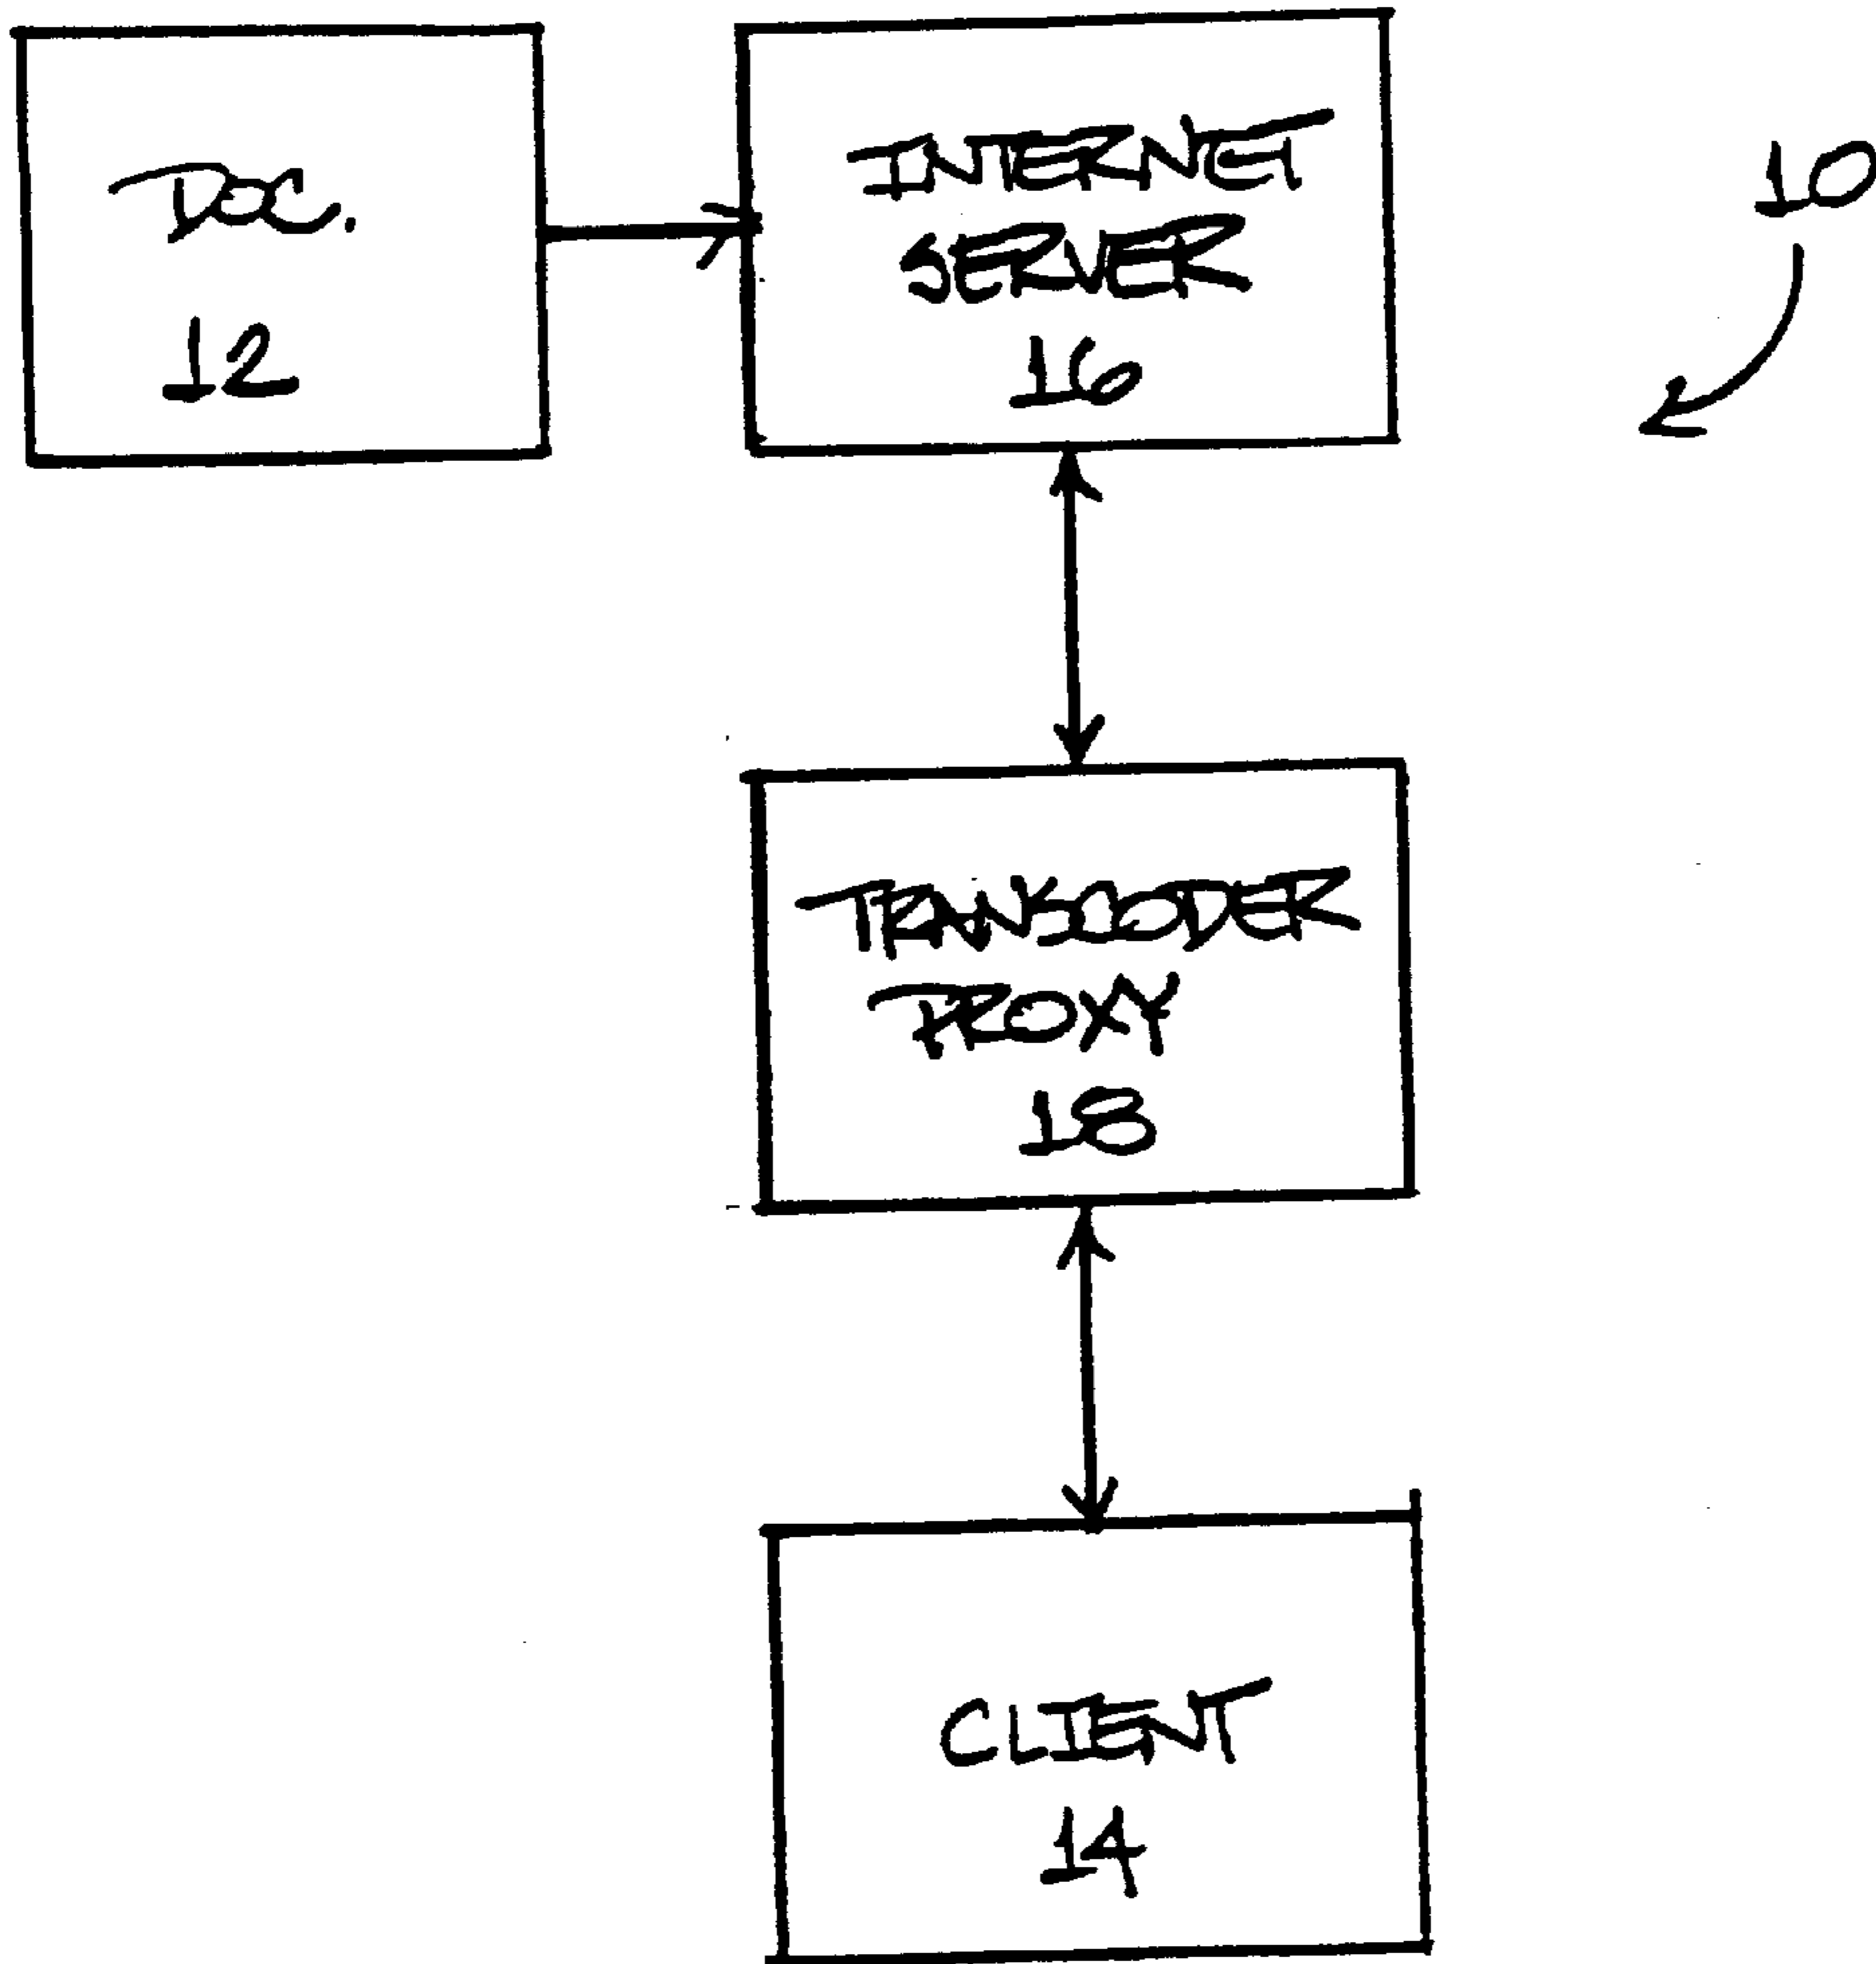 DOC.
12
INTERNET
SERVER
16
10
TRANSCODER
PROXY
18
CLIENT
14